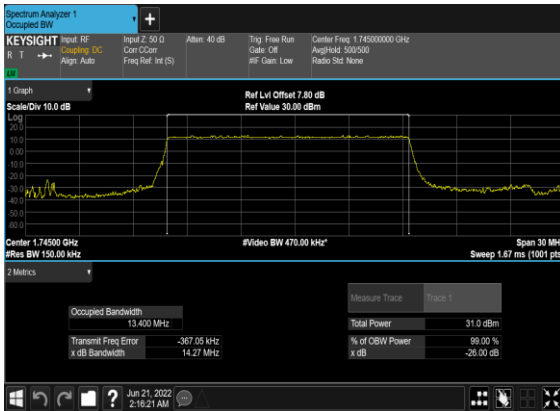 Spectrum Analyzer 1
Occupied BW
+
KEYSIGHT
R T
LXI
Input: RF
Coupling: DC
Align: Auto
Input Z: 50 Ω
Corr CCorr
Freq Ref: Int (S)
Atten: 40 dB
Trig: Free Run
Gate: Off
#IF Gain: Low
Center Freq: 1.745000000 GHz
Avg|Hold: 500/500
Radio Std: None
1 Graph
Scale/Div 10.0 dB
Ref Lvl Offset 7.80 dB
Ref Value 30.00 dBm
Log
20.0
10.0
0.00
-10.0
-20.0
-30.0
-40.0
-50.0
-60.0
Center 1.74500 GHz
#Res BW 150.00 kHz
#Video BW 470.00 kHz*
Span 30 MH
Sweep 1.67 ms (1001 pts
2 Metrics
Measure Trace
Trace 1
Occupied Bandwidth
13.400 MHz
Total Power
31.0 dBm
Transmit Freq Error
-367.05 kHz
% of OBW Power
99.00 %
x dB Bandwidth
14.27 MHz
x dB
-26.00 dB
?
Jun 21, 2022
2:16:21 AM